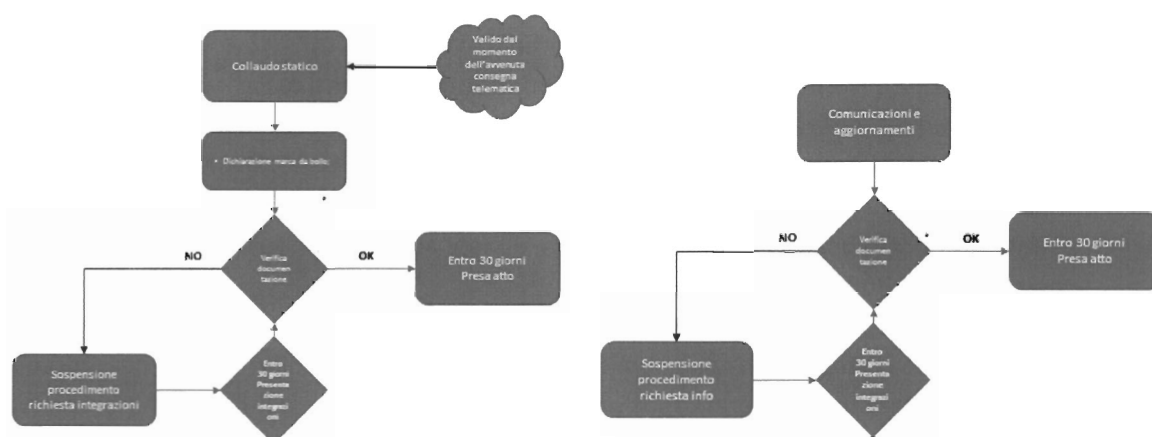 Collaudo statico
Valido dal
momento
dell'avvenuta
consegna
telematica
• Dichiarazione marca da bollo;
Verifica
documen
tazione
NO
OK
Entro 30 giorni
Presa atto
Sospensione
procedimento
richiesta integrazioni
Entro
30 giorni
Presenta
zione
integrazi
oni
Comunicazioni e
aggiornamenti
Verifica
documen
tazione
NO
OK
Entro 30 giorni
Presa atto
Sospensione
procedimento
richiesta info
Entro
30 giorni
Presenta
zione
integrazi
oni